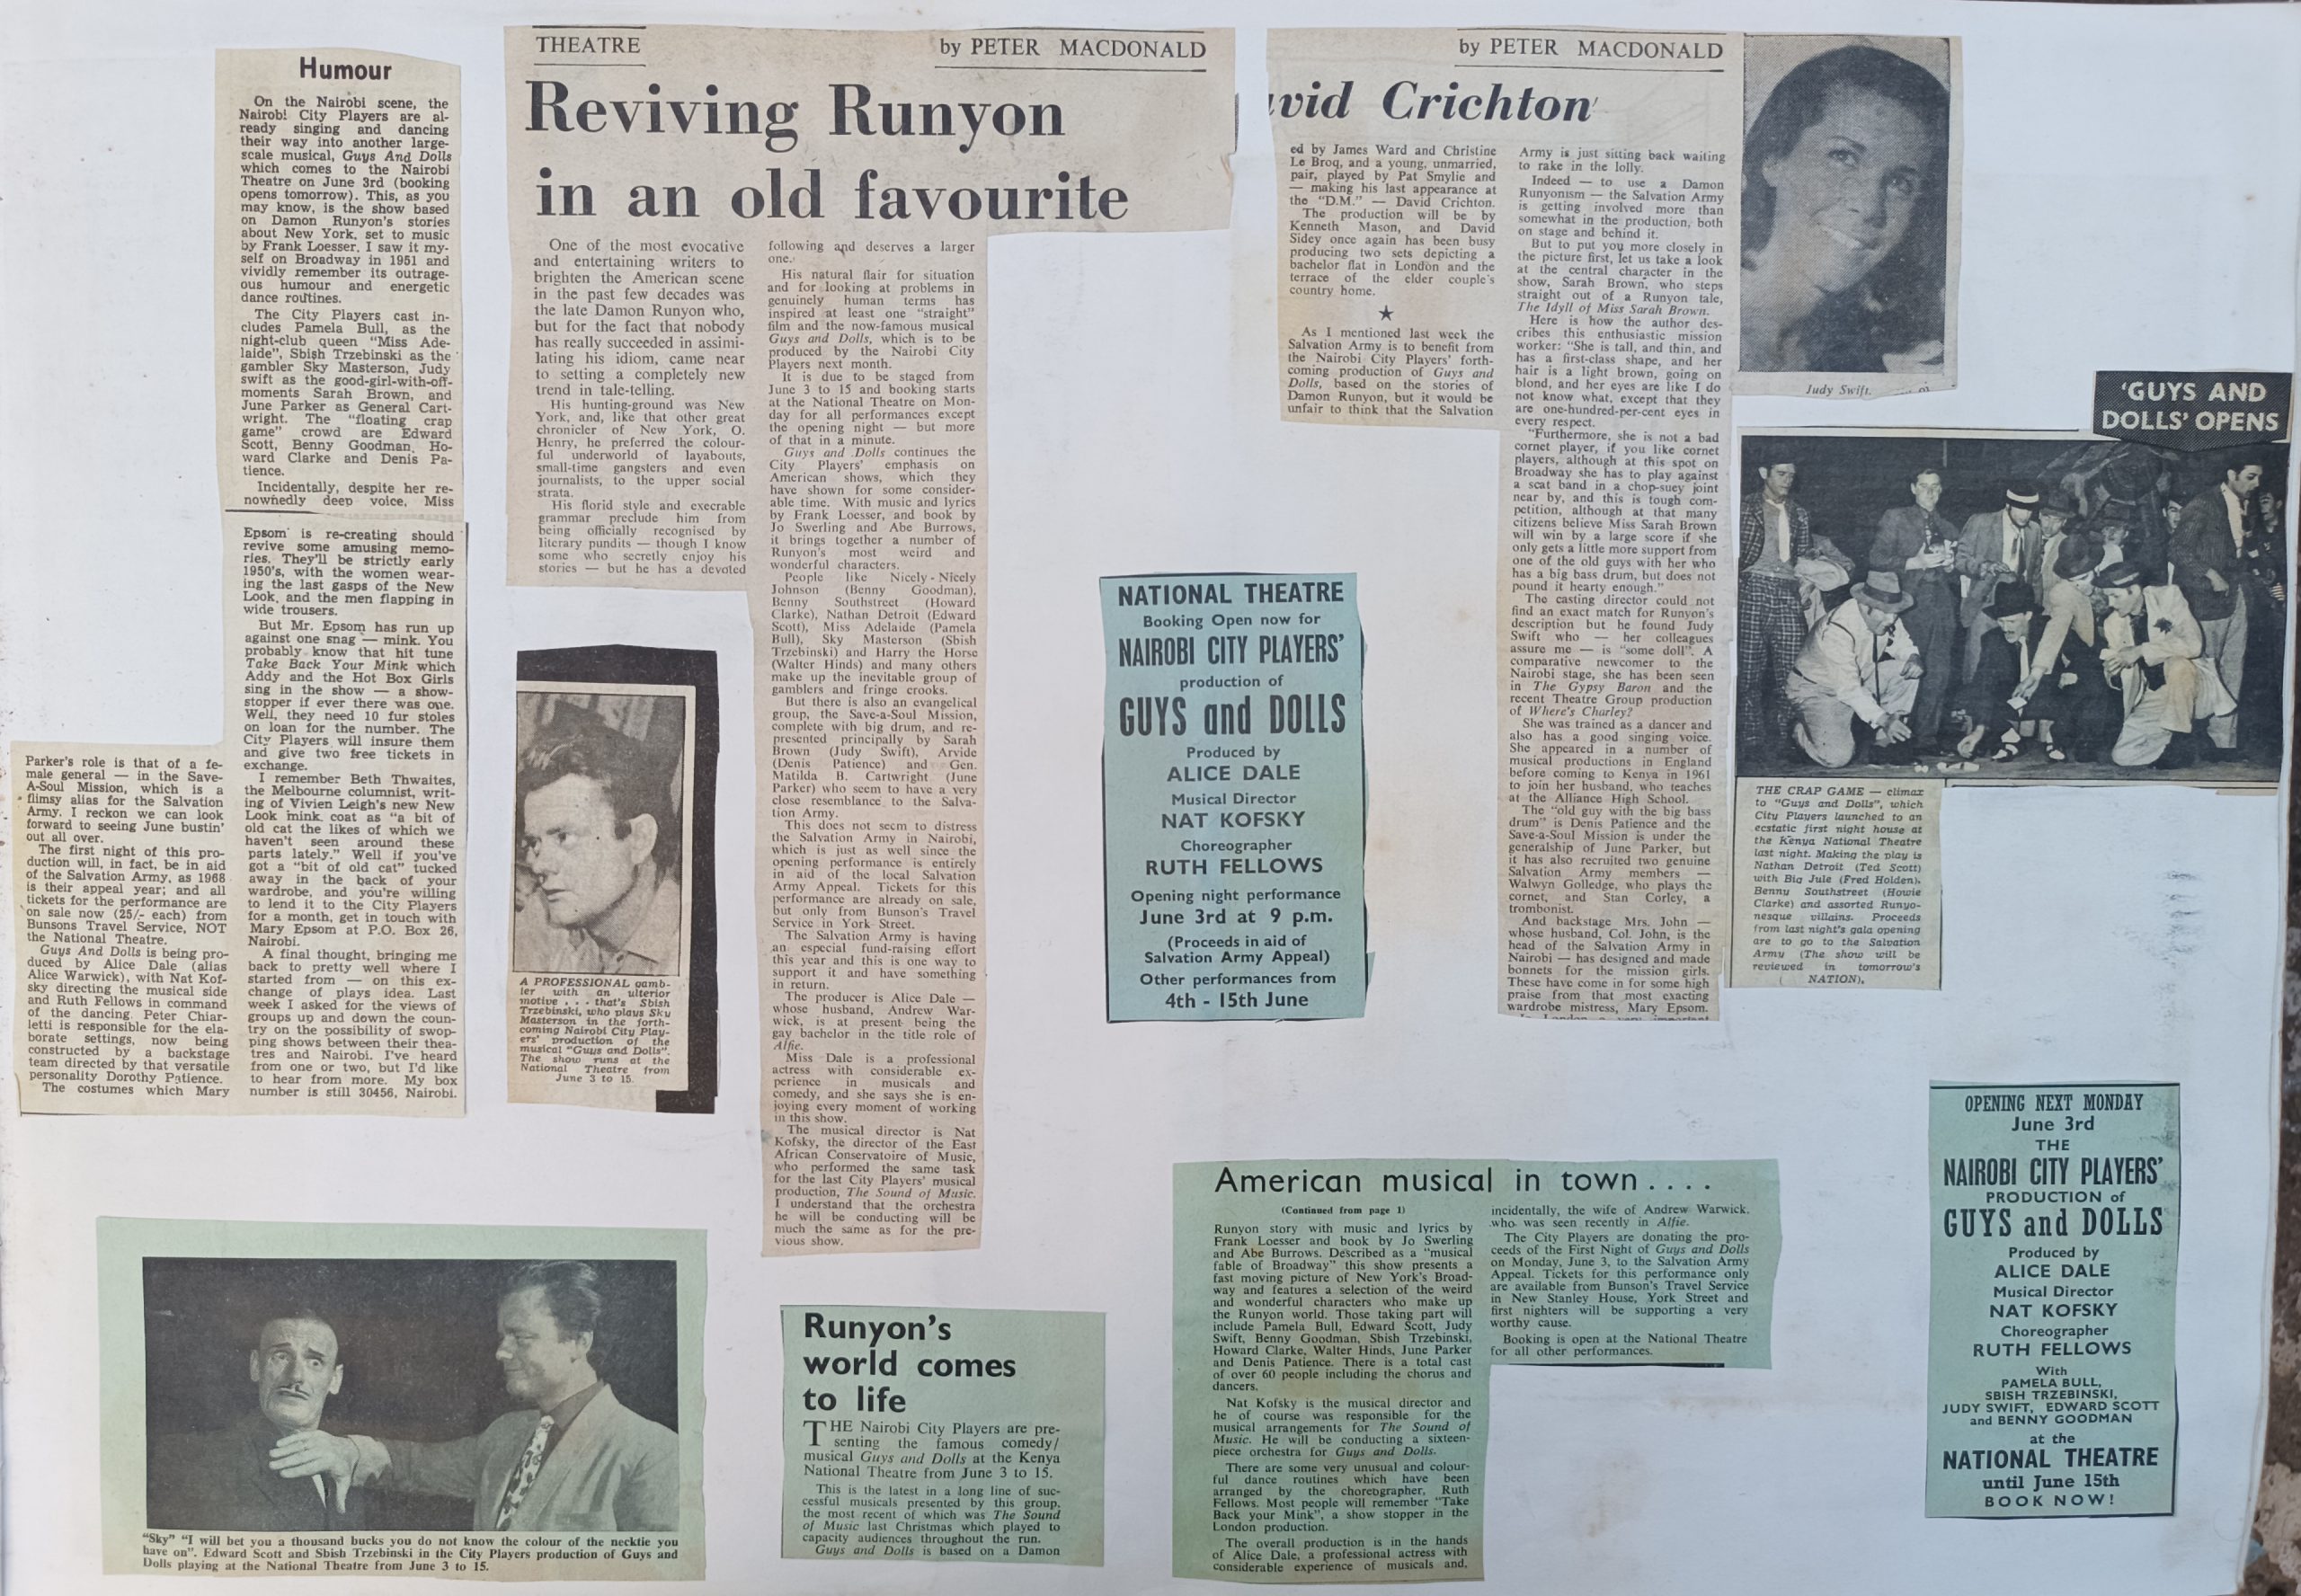 Humour
On the Nairobi scene, the
Nairobi City Players are al-
ready singing and dancing
their way into another large-
scale musical, Guys And Dolls
which comes to the Nairobi
Theatre on June 3rd (booking
opens tomorrow). This, as you
may know, is the show based
on Damon Runyon's stories
about New York, set to music
by Frank Loesser. I saw it my-
self on Broadway in 1951 and
vividly remember its outrage-
ous humour and energetic
dance routines.
The City Players cast in-
cludes Pamela Bull, as the
night-club queen "Miss Ade-
laide", Sbish Trzebinski as the
gambler Sky Masterson, Judy
swift as the good-girl-with-off-
moments Sarah Brown, and
June Parker as General Cart-
wright. The "floating crap
game" crowd are Edward
Scott, Benny Goodman, Ho-
ward Clarke and Denis Pa-
tience.
Incidentally, despite her re-
nownedly deep voice, Miss
Parker's role is that of a fe-
male general — in the Save-
A-Soul Mission, which is a
flimsy alias for the Salvation
Army. I reckon we can look
forward to seeing June bustin'
out all over.
The first night of this pro-
duction will, in fact, be in aid
of the Salvation Army, as 1968
is their appeal year; and all
tickets for the performance are
on sale now (25/- each) from
Bunsons Travel Service, NOT
the National Theatre.
Guys And Dolls is being pro-
duced by Alice Dale (alias
Alice Warwick), with Nat Kof-
sky directing the musical side
and Ruth Fellows in command
of the dancing. Peter Chiar-
letti is responsible for the ela-
borate settings, now being
constructed by a backstage
team directed by that versatile
personality Dorothy Patience.
The costumes which Mary
Epsom is re-creating should
revive some amusing memo-
ries. They'll be strictly early
1950's, with the women wear-
ing the last gasps of the New
Look, and the men flapping in
wide trousers.
But Mr. Epsom has run up
against one snag — mink. You
probably know that hit tune
Take Back Your Mink which
Addy and the Hot Box Girls
sing in the show — a show-
stopper if ever there was one.
Well, they need 10 fur stoles
on loan for the number. The
City Players will insure them
and give two free tickets in
exchange.
I remember Beth Thwaites,
the Melbourne columnist, writ-
ing of Vivien Leigh's new New
Look mink coat as "a bit of
old cat the likes of which we
haven't seen around these
parts lately." Well if you've
got a "bit of old cat" tucked
away in the back of your
wardrobe, and you're willing
to lend it to the City Players
for a month, get in touch with
Mary Epsom at P.O. Box 26,
Nairobi.
A final thought, bringing me
back to pretty well where I
started from — on this ex-
change of plays idea. Last
week I asked for the views of
groups up and down the coun-
try on the possibility of swop-
ping shows between their thea-
tres and Nairobi. I've heard
from one or two, but I'd like
to hear from more. My box
number is still 30456, Nairobi.
THEATRE
by PETER MACDONALD
Reviving Runyon
in an old favourite
One of the most evocative
and entertaining writers to
brighten the American scene
in the past few decades was
the late Damon Runyon who,
but for the fact that nobody
has really succeeded in assimi-
lating his idiom, came near
to setting a completely new
trend in tale-telling.
His hunting-ground was New
York, and, like that other great
chronicler of New York, O.
Henry, he preferred the colour-
ful underworld of layabouts,
small-time gangsters and even
journalists, to the upper social
strata.
His florid style and execrable
grammar preclude him from
being officially recognised by
literary pundits — though I know
some who secretly enjoy his
stories — but he has a devoted
following and deserves a larger
one.
His natural flair for situation
and for looking at problems in
genuinely human terms has
inspired at least one "straight"
film and the now-famous musical
Guys and Dolls, which is to be
produced by the Nairobi City
Players next month.
It is due to be staged from
June 3 to 15 and booking starts
at the National Theatre on Mon-
day for all performances except
the opening night — but more
of that in a minute.
Guys and Dolls continues the
City Players' emphasis on
American shows, which they
have shown for some consider-
able time. With music and lyrics
by Frank Loesser, and book by
Jo Swerling and Abe Burrows,
it brings together a number of
Runyon's most weird and
wonderful characters.
People like Nicely-Nicely
Johnson (Benny Goodman),
Benny Southstreet (Howard
Clarke), Nathan Detroit (Edward
Scott), Miss Adelaide (Pamela
Bull), Sky Masterson (Sbish
Trzebinski) and Harry the Horse
(Walter Hinds) and many others
make up the inevitable group of
gamblers and fringe crooks.
But there is also an evangelical
group, the Save-a-Soul Mission,
complete with big drum, and re-
presented principally by Sarah
Brown (Judy Swift), Arvide
(Denis Patience) and Gen.
Matilda B. Cartwright (June
Parker) who seem to have a very
close resemblance to the Salva-
tion Army.
This does not seem to distress
the Salvation Army in Nairobi,
which is just as well since the
opening performance is entirely
in aid of the local Salvation
Army Appeal. Tickets for this
performance are already on sale,
but only from Bunson's Travel
Service in York Street.
The Salvation Army is having
an especial fund-raising effort
this year and this is one way to
support it and have something
in return.
The producer is Alice Dale —
whose husband, Andrew War-
wick, is at present being the
gay bachelor in the title role of
Alfie.
Miss Dale is a professional
actress with considerable ex-
perience in musicals and
comedy, and she says she is en-
joying every moment of working
in this show.
The musical director is Nat
Kofsky, the director of the East
African Conservatoire of Music,
who performed the same task
for the last City Players' musical
production, The Sound of Music.
I understand that the orchestra
he will be conducting will be
much the same as for the pre-
vious show.
A PROFESSIONAL gamb-
ler with an ulterior
motive . . . that's Sbish
Trzebinski, who plays Sky
Masterson in the forth-
coming Nairobi City Play-
ers' production of the
musical "Guys and Dolls".
The show runs at the
National Theatre from
June 3 to 15.
"Sky" "I will bet you a thousand bucks you do not know the colour of the necktie you
have on". Edward Scott and Sbish Trzebinski in the City Players production of Guys and
Dolls playing at the National Theatre from June 3 to 15.
Runyon's
world comes
to life
THE Nairobi City Players are pre-
senting the famous comedy/
musical Guys and Dolls at the Kenya
National Theatre from June 3 to 15.
This is the latest in a long line of suc-
cessful musicals presented by this group,
the most recent of which was The Sound
of Music last Christmas which played to
capacity audiences throughout the run.
Guys and Dolls is based on a Damon
NATIONAL THEATRE
Booking Open now for
NAIROBI CITY PLAYERS'
production of
GUYS and DOLLS
Produced by
ALICE DALE
Musical Director
NAT KOFSKY
Choreographer
RUTH FELLOWS
Opening night performance
June 3rd at 9 p.m.
(Proceeds in aid of
Salvation Army Appeal)
Other performances from
4th - 15th June
American musical in town . . . .
(Continued from page 1)
Runyon story with music and lyrics by
Frank Loesser and book by Jo Swerling
and Abe Burrows. Described as a "musical
fable of Broadway" this show presents a
fast moving picture of New York's Broad-
way and features a selection of the weird
and wonderful characters who make up
the Runyon world. Those taking part will
include Pamela Bull, Edward Scott, Judy
Swift, Benny Goodman, Sbish Trzebinski,
Howard Clarke, Walter Hinds, June Parker
and Denis Patience. There is a total cast
of over 60 people including the chorus and
dancers.
Nat Kofsky is the musical director and
he of course was responsible for the
musical arrangements for The Sound of
Music. He will be conducting a sixteen-
piece orchestra for Guys and Dolls.
There are some very unusual and colour-
ful dance routines which have been
arranged by the choreographer, Ruth
Fellows. Most people will remember "Take
Back your Mink", a show stopper in the
London production.
The overall production is in the hands
of Alice Dale, a professional actress with
considerable experience of musicals and,
incidentally, the wife of Andrew Warwick,
who was seen recently in Alfie.
The City Players are donating the pro-
ceeds of the First Night of Guys and Dolls
on Monday, June 3, to the Salvation Army
Appeal. Tickets for this performance only
are available from Bunson's Travel Service
in New Stanley House, York Street and
first nighters will be supporting a very
worthy cause.
Booking is open at the National Theatre
for all other performances.
by PETER MACDONALD
vid Crichton'
ed by James Ward and Christine
Le Broq, and a young, unmarried,
pair, played by Pat Smylie and
— making his last appearance at
the "D.M." — David Crichton.
The production will be by
Kenneth Mason, and David
Sidey once again has been busy
producing two sets depicting a
bachelor flat in London and the
terrace of the elder couple's
country home.
★
As I mentioned last week the
Salvation Army is to benefit from
the Nairobi City Players' forth-
coming production of Guys and
Dolls, based on the stories of
Damon Runyon, but it would be
unfair to think that the Salvation
Army is just sitting back waiting
to rake in the lolly.
Indeed — to use a Damon
Runyonism — the Salvation Army
is getting involved more than
somewhat in the production, both
on stage and behind it.
But to put you more closely in
the picture first, let us take a look
at the central character in the
show, Sarah Brown, who steps
straight out of a Runyon tale,
The Idyll of Miss Sarah Brown.
Here is how the author des-
cribes this enthusiastic mission
worker: "She is tall, and thin, and
has a first-class shape, and her
hair is a light brown, going on
blond, and her eyes are like I do
not know what, except that they
are one-hundred-per-cent eyes in
every respect.
"Furthermore, she is not a bad
cornet player, if you like cornet
players, although at this spot on
Broadway she has to play against
a scat band in a chop-suey joint
near by, and this is tough com-
petition, although at that many
citizens believe Miss Sarah Brown
will win by a large score if she
only gets a little more support from
one of the old guys with her who
has a big bass drum, but does not
pound it hearty enough."
The casting director could not
find an exact match for Runyon's
description but he found Judy
Swift who — her colleagues
assure me — is "some doll". A
comparative newcomer to the
Nairobi stage, she has been seen
in The Gypsy Baron and the
recent Theatre Group production
of Where's Charley?
She was trained as a dancer and
also has a good singing voice.
She appeared in a number of
musical productions in England
before coming to Kenya in 1961
to join her husband, who teaches
at the Alliance High School.
The "old guy with the big bass
drum" is Denis Patience and the
Save-a-Soul Mission is under the
generalship of June Parker, but
it has also recruited two genuine
Salvation Army members —
Walwyn Golledge, who plays the
cornet, and Stan Corley, a
trombonist.
And backstage Mrs. John —
whose husband, Col. John, is the
head of the Salvation Army in
Nairobi — has designed and made
bonnets for the mission girls.
These have come in for some high
praise from that most exacting
wardrobe mistress, Mary Epsom.
Judy Swift.
'GUYS AND
DOLLS' OPENS
THE CRAP GAME — climax
to "Guys and Dolls", which
City Players launched to an
ecstatic first night house at
the Kenya National Theatre
last night. Making the play is
Nathan Detroit (Ted Scott)
with Big Jule (Fred Holden),
Benny Southstreet (Howie
Clarke) and assorted Runyo-
nesque villains. Proceeds
from last night's gala opening
are to go to the Salvation
Army (The show will be
reviewed in tomorrow's
NATION).
OPENING NEXT MONDAY
June 3rd
THE
NAIROBI CITY PLAYERS'
PRODUCTION of
GUYS and DOLLS
Produced by
ALICE DALE
Musical Director
NAT KOFSKY
Choreographer
RUTH FELLOWS
With
PAMELA BULL,
SBISH TRZEBINSKI,
JUDY SWIFT, EDWARD SCOTT
and BENNY GOODMAN
at the
NATIONAL THEATRE
until June 15th
BOOK NOW!